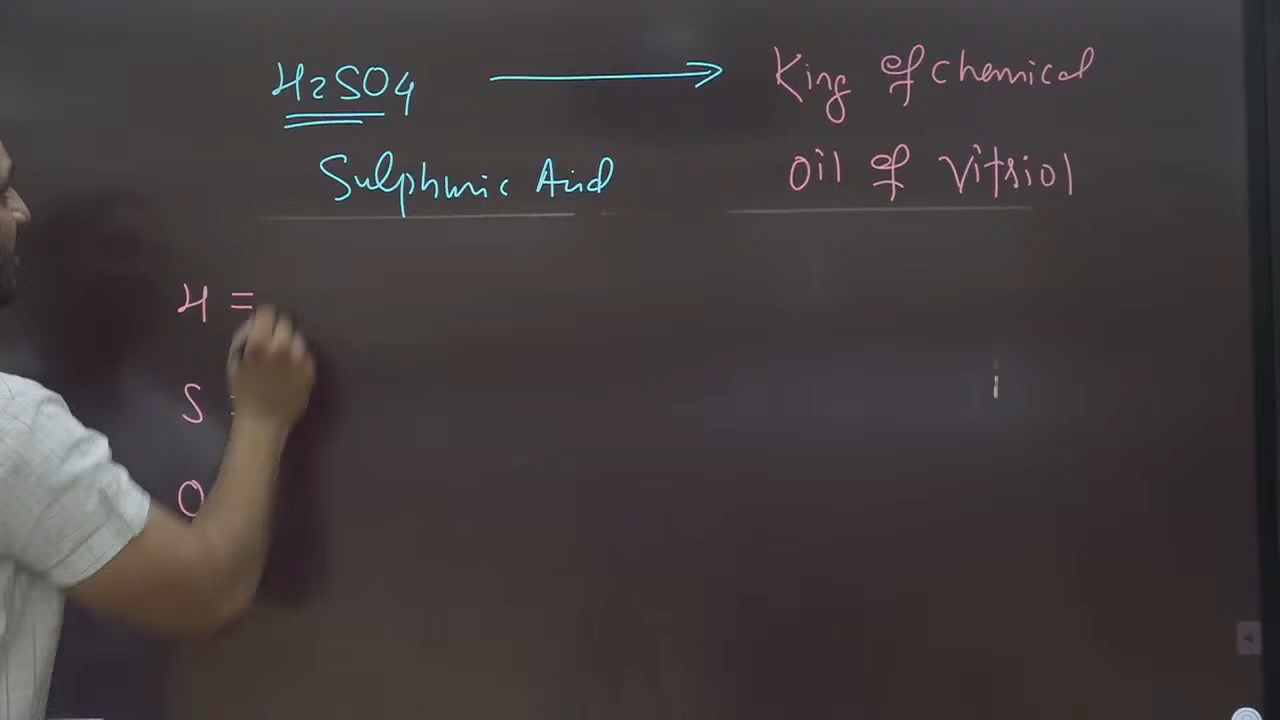 H2SO4 → King of chemical
Sulphuric Acid Oil of Vitriol
H =
S
O